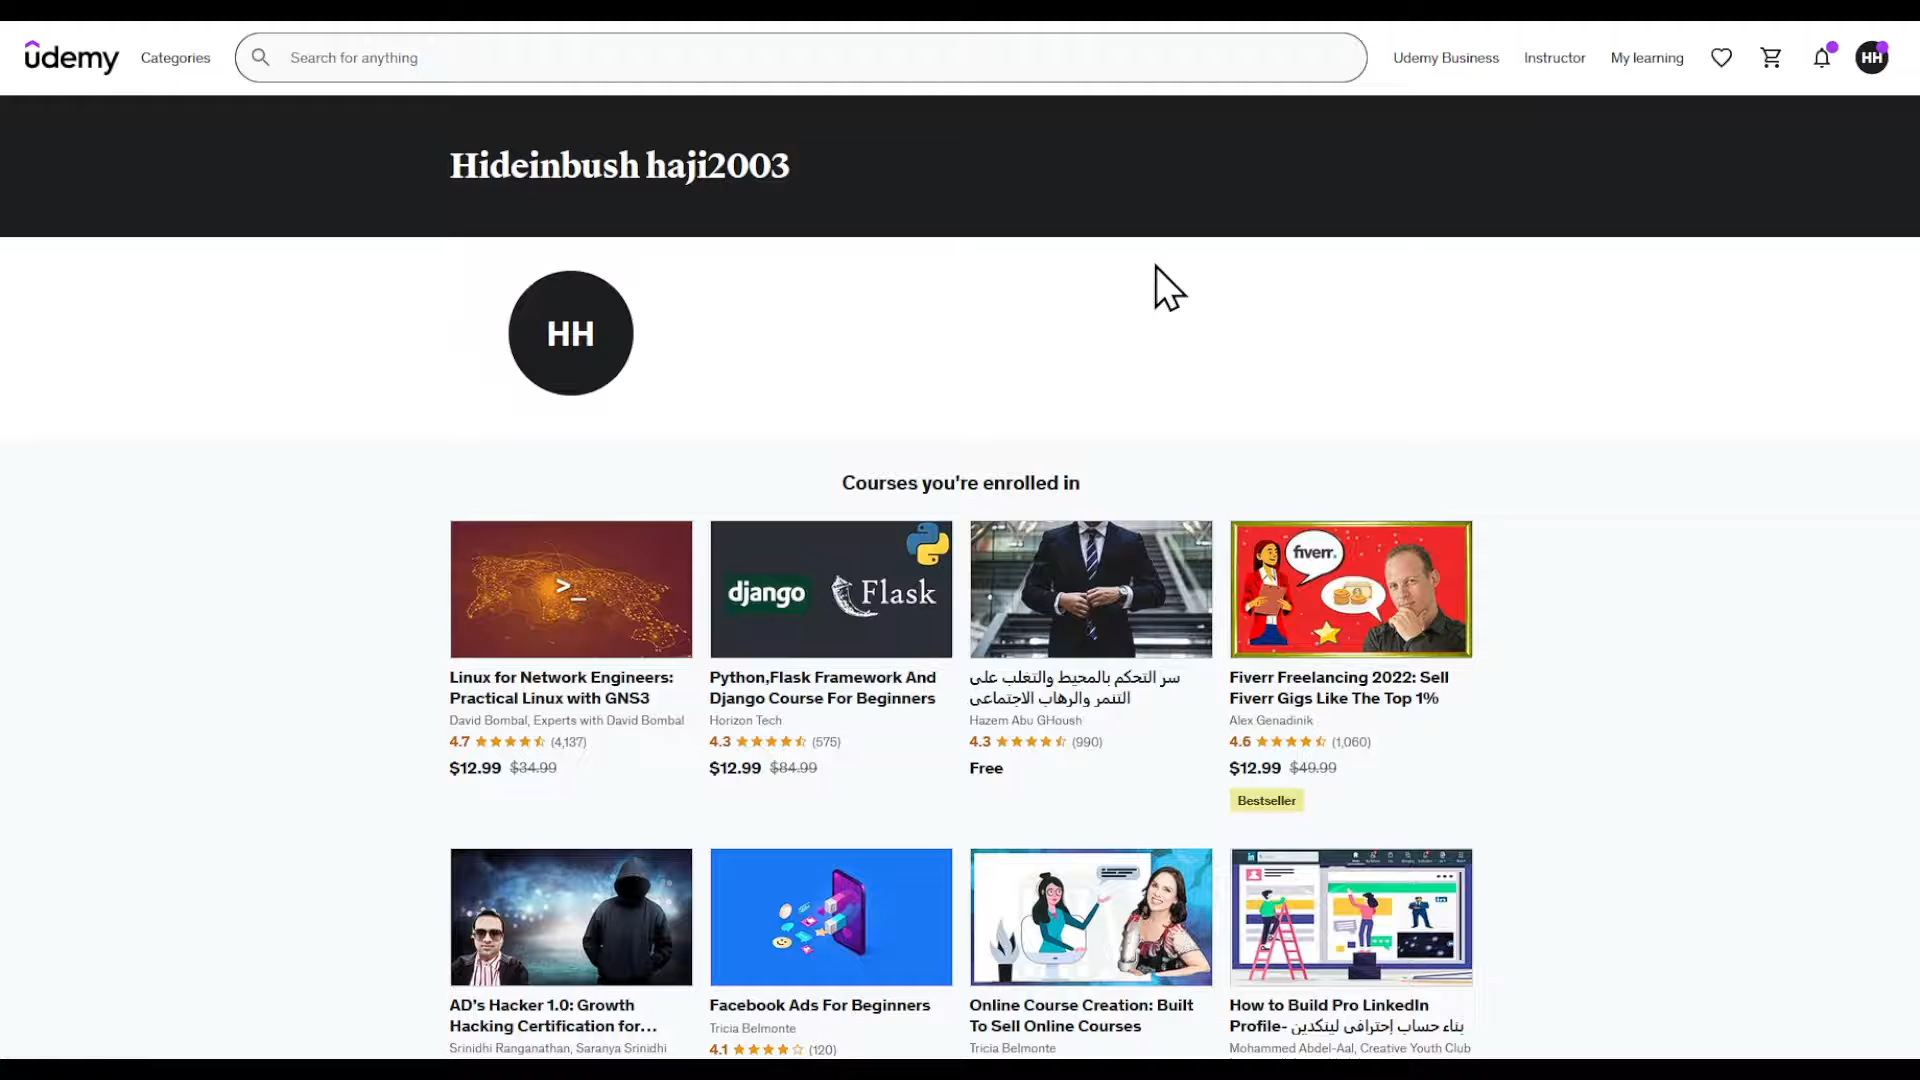 udemy
Categories
Search for anything
Udemy Business
Instructor
My learning
HH
Hideinbush haji2003
HH
Courses you're enrolled in
>_
django
Flask
fiverr.
Linux for Network Engineers:
Practical Linux with GNS3
David Bombal, Experts with David Bombal
4.7 (4,137)
$12.99 $34.99
Python,Flask Framework And
Django Course For Beginners
Horizon Tech
4.3 (575)
$12.99 $84.99
سر التحكم بالمحيط والتغلب على
التنمر والرهاب الاجتماعي
Hazem Abu GHoush
4.3 (990)
Free
Fiverr Freelancing 2022: Sell
Fiverr Gigs Like The Top 1%
Alex Genadinik
4.6 (1,060)
$12.99 $49.99
Bestseller
in
AD's Hacker 1.0: Growth
Hacking Certification for...
Srinidhi Ranganathan, Saranya Srinidhi
Facebook Ads For Beginners
Tricia Belmonte
4.1 (120)
Online Course Creation: Built
To Sell Online Courses
Tricia Belmonte
How to Build Pro LinkedIn
Profile- بناء حساب إحترافي لينكدين
Mohammed Abdel-Aal, Creative Youth Club